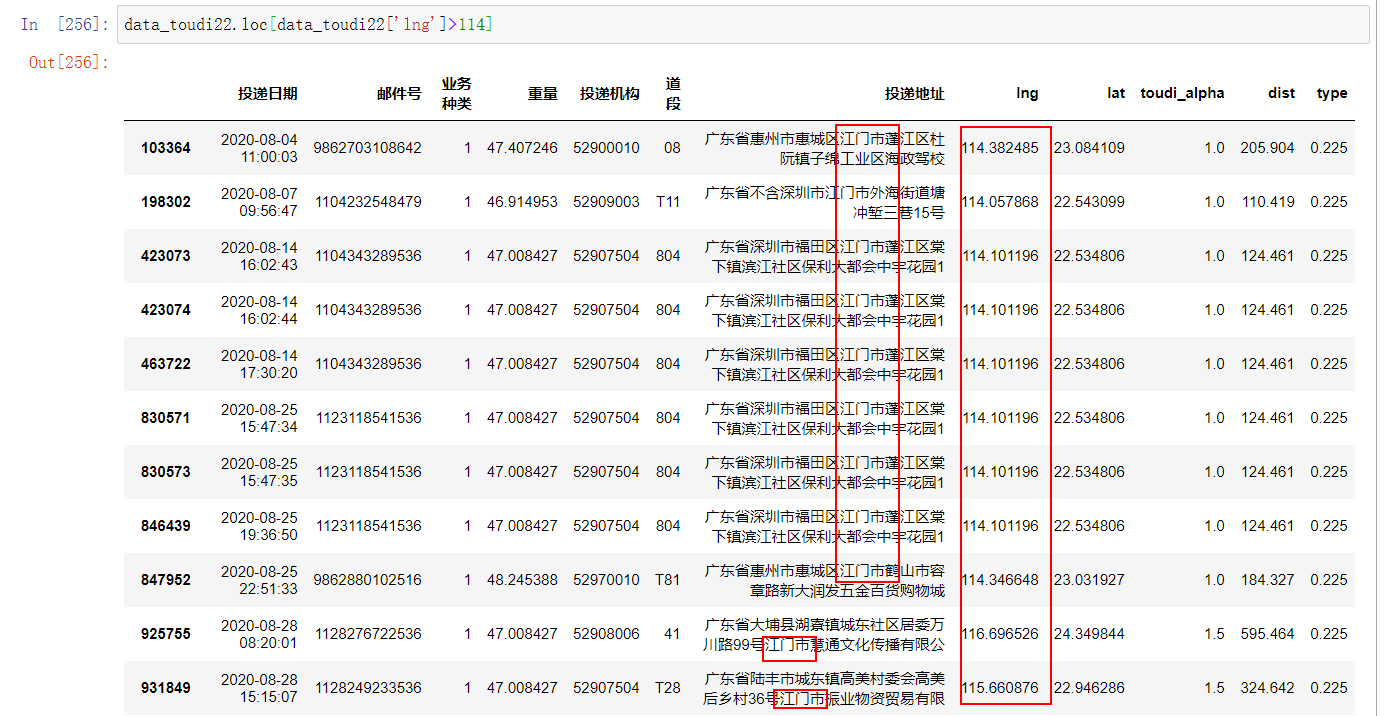 In [256]: data_toudi22.loc[data_toudi22['lng']>114]
Out[256]:
投递日期 邮件号 业务种类 重量 投递机构 道段 投递地址 lng lat toudi_alpha dist type
103364 2020-08-04 11:00:03 9862703108642 1 47.407246 52900010 08 广东省惠州市惠城区江门市蓬江区杜阮镇子绵工业区海政驾校 114.382485 23.084109 1.0 205.904 0.225
198302 2020-08-07 09:56:47 1104232548479 1 46.914953 52909003 T11 广东省不含深圳市江门市外海街道塘冲堑三巷15号 114.057868 22.543099 1.0 110.419 0.225
423073 2020-08-14 16:02:43 1104343289536 1 47.008427 52907504 804 广东省深圳市福田区江门市蓬江区棠下镇滨江社区保利大都会中宇花园1 114.101196 22.534806 1.0 124.461 0.225
423074 2020-08-14 16:02:44 1104343289536 1 47.008427 52907504 804 广东省深圳市福田区江门市蓬江区棠下镇滨江社区保利大都会中宇花园1 114.101196 22.534806 1.0 124.461 0.225
463722 2020-08-14 17:30:20 1104343289536 1 47.008427 52907504 804 广东省深圳市福田区江门市蓬江区棠下镇滨江社区保利大都会中宇花园1 114.101196 22.534806 1.0 124.461 0.225
830571 2020-08-25 15:47:34 1123118541536 1 47.008427 52907504 804 广东省深圳市福田区江门市蓬江区棠下镇滨江社区保利大都会中宇花园1 114.101196 22.534806 1.0 124.461 0.225
830573 2020-08-25 15:47:35 1123118541536 1 47.008427 52907504 804 广东省深圳市福田区江门市蓬江区棠下镇滨江社区保利大都会中宇花园1 114.101196 22.534806 1.0 124.461 0.225
846439 2020-08-25 19:36:50 1123118541536 1 47.008427 52907504 804 广东省深圳市福田区江门市蓬江区棠下镇滨江社区保利大都会中宇花园1 114.101196 22.534806 1.0 124.461 0.225
847952 2020-08-25 22:51:33 9862880102516 1 48.245388 52970010 T81 广东省惠州市惠城区江门市鹤山市容章路新大润发五金百货购物城 114.346648 23.031927 1.0 184.327 0.225
925755 2020-08-28 08:20:01 1128276722536 1 47.008427 52908006 41 广东省大埔县湖寮镇城东社区居委万川路99号江门市慧通文化传播有限公 116.696526 24.349844 1.5 595.464 0.225
931849 2020-08-28 15:15:07 1128249233536 1 47.008427 52907504 T28 广东省陆丰市城东镇高美村委会高美后乡村36号江门市振业物资贸易有限 115.660876 22.946286 1.5 324.642 0.225